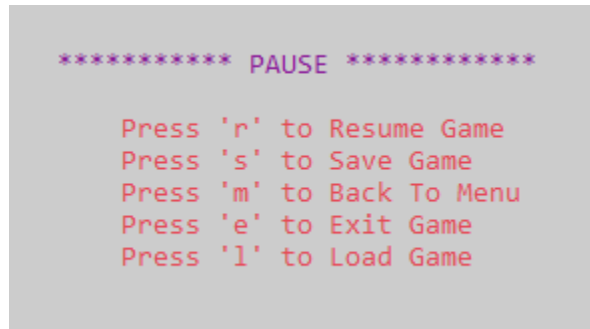 *********** PAUSE ************
Press 'r' to Resume Game
Press 's' to Save Game
Press 'm' to Back To Menu
Press 'e' to Exit Game
Press 'l' to Load Game